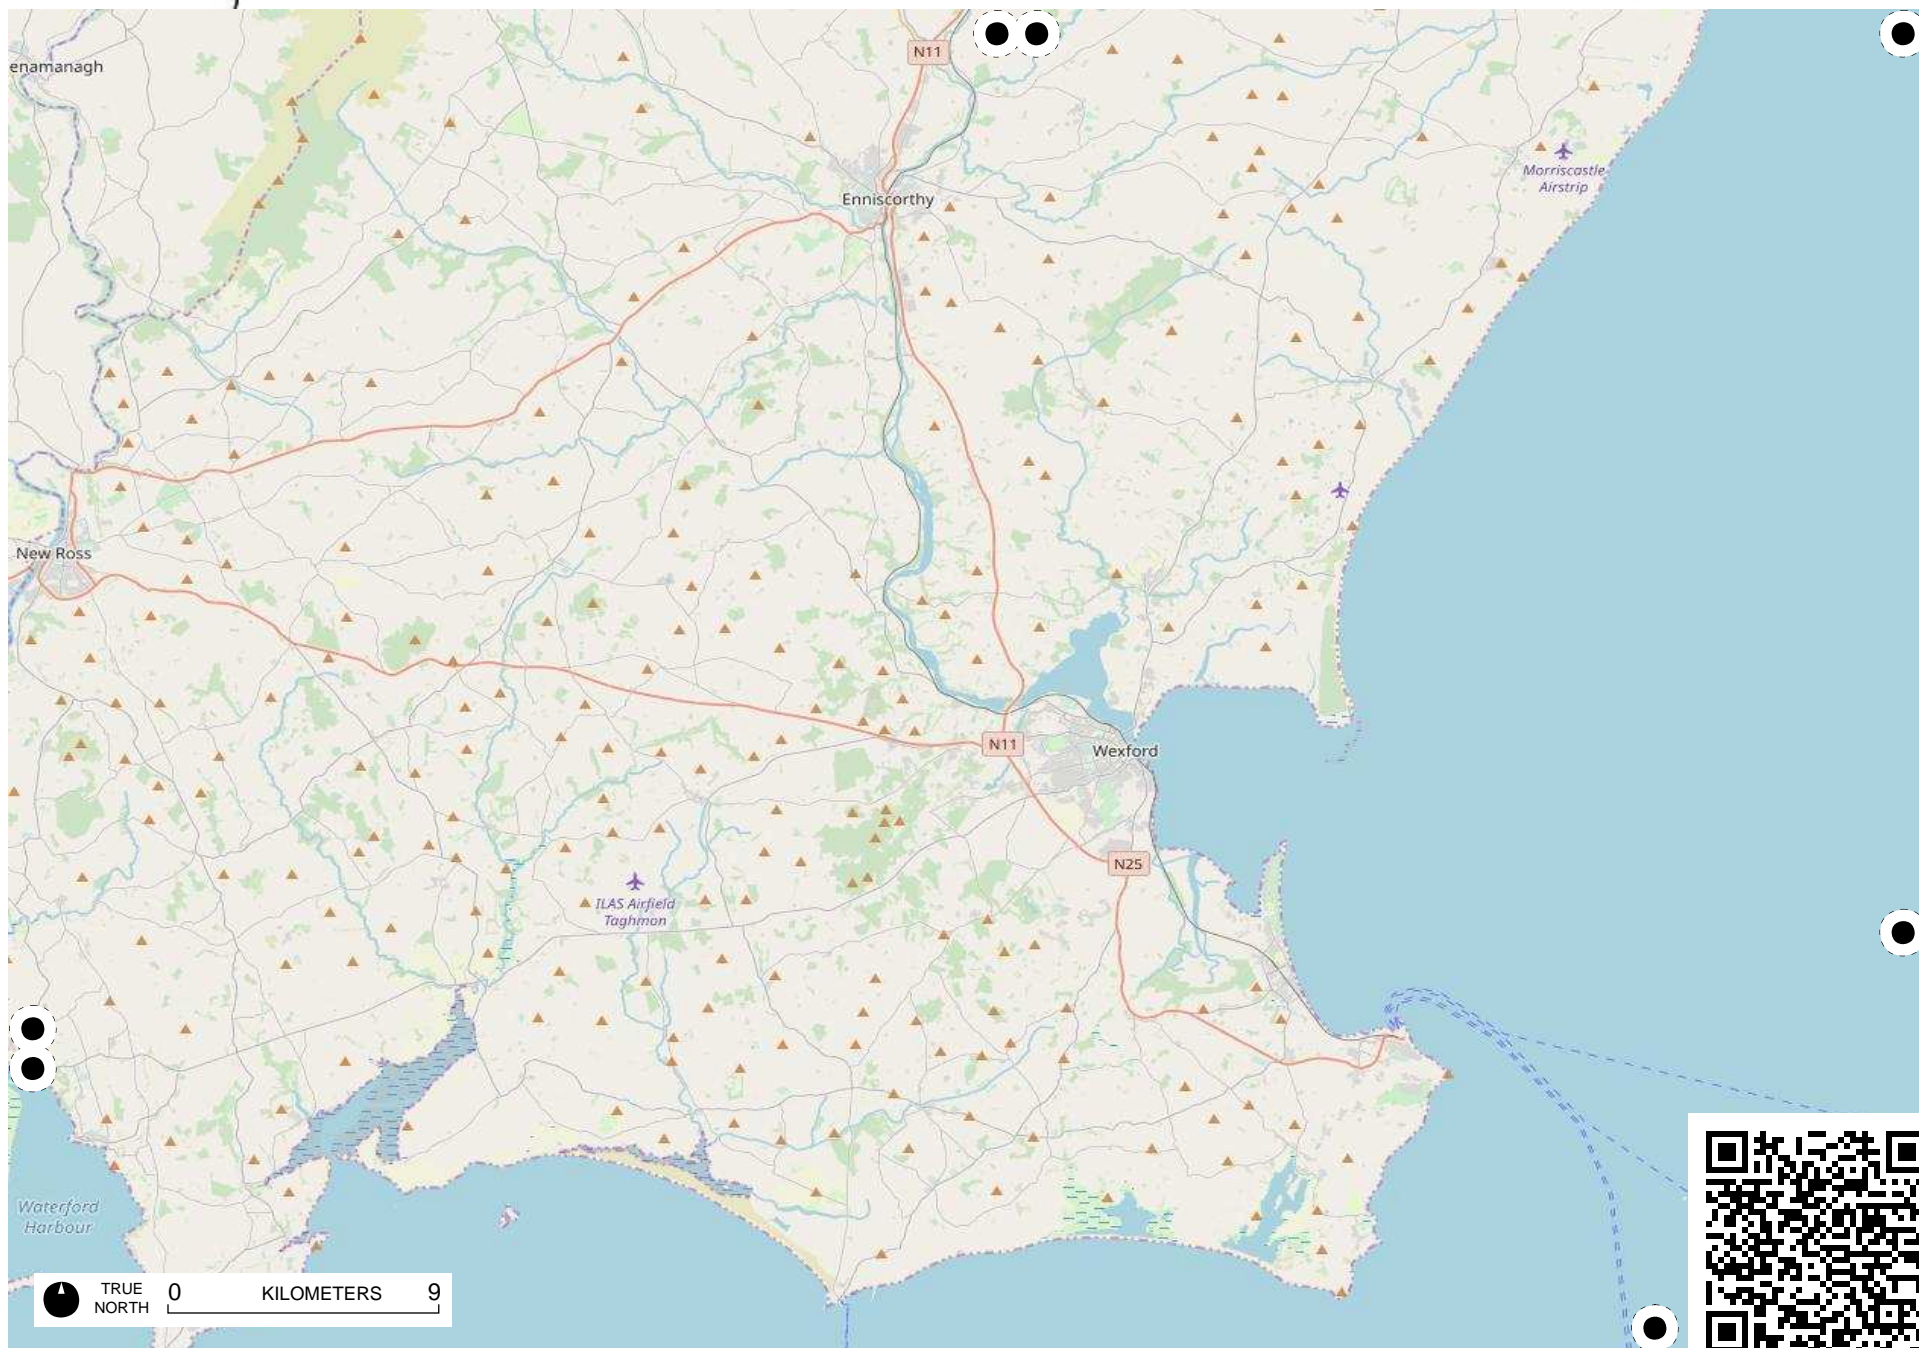 N11
enamanagh
Morriscastle
Airstrip
Enniscorthy
New Ross
N11
Wexford
N25
ILAS Airfield
Taghmon
Waterford
Harbour
TRUE
NORTH
0 KILOMETERS 9